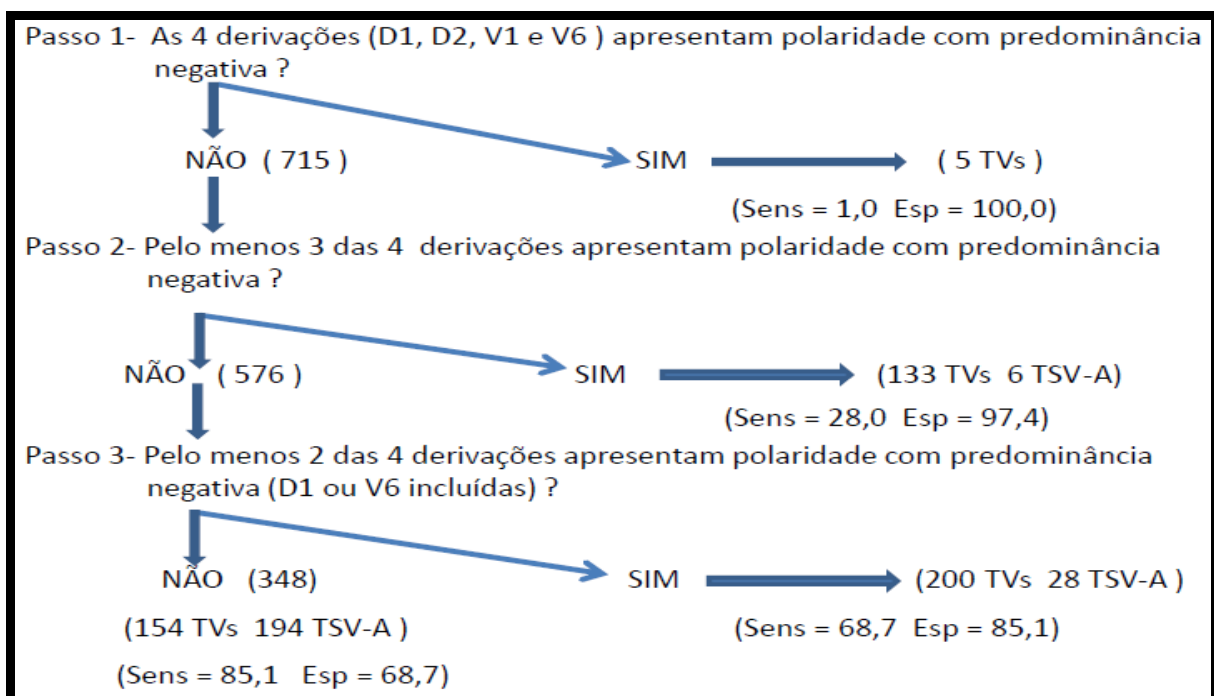 Passo 1- As 4 derivações (D1, D2, V1 e V6 ) apresentam polaridade com predominância
negativa ?
NÃO ( 715 )
SIM
( 5 TVs )
(Sens = 1,0 Esp = 100,0)
Passo 2- Pelo menos 3 das 4 derivações apresentam polaridade com predominância
negativa ?
NÃO ( 576 )
SIM
(133 TVs 6 TSV-A)
(Sens = 28,0 Esp = 97,4)
Passo 3- Pelo menos 2 das 4 derivações apresentam polaridade com predominância
negativa (D1 ou V6 incluídas) ?
NÃO (348)
SIM
(200 TVs 28 TSV-A )
(154 TVs 194 TSV-A )
(Sens = 68,7 Esp = 85,1)
(Sens = 85,1 Esp = 68,7)